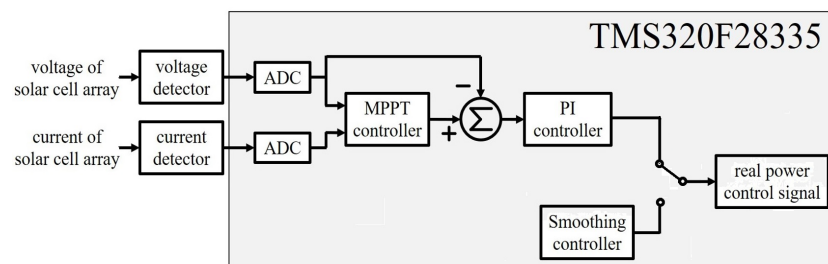 TMS320F28335
voltage of
solar cell array
voltage
detector
ADC
−
MPPT
controller
+
Σ
PI
controller
current of
solar cell array
current
detector
ADC
real power
control signal
Smoothing
controller